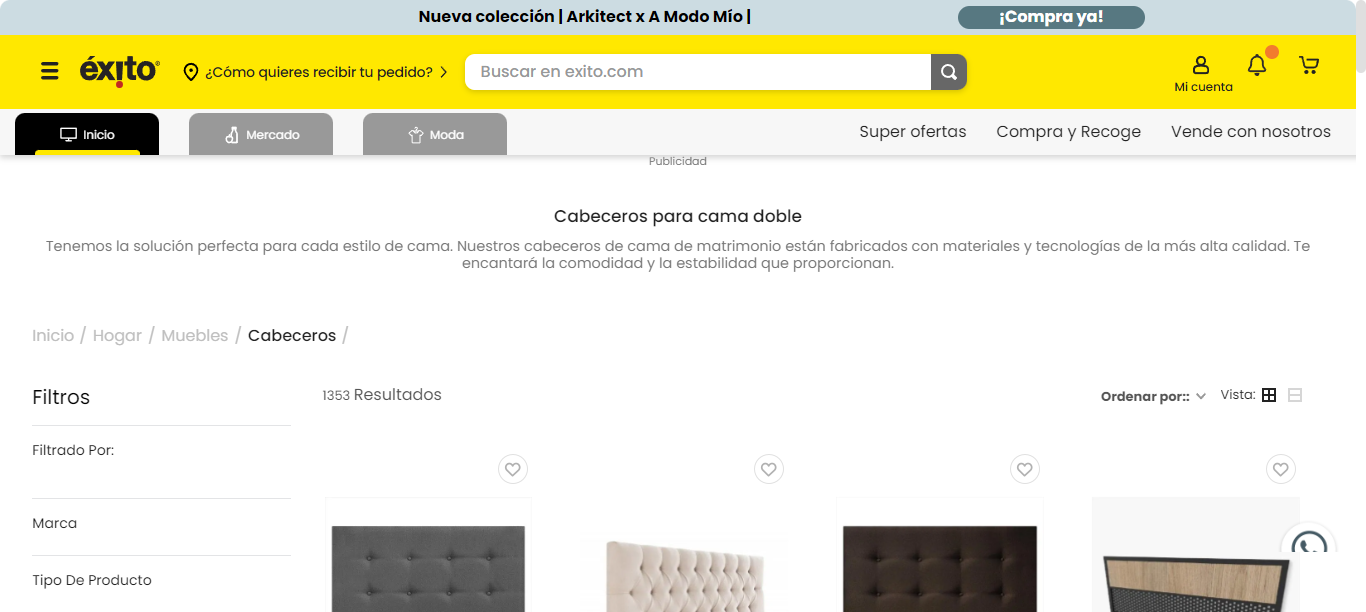 Nueva colección | Arkitect x A Modo Mío |
¡Compra ya!
éxito
¿Cómo quieres recibir tu pedido?
Buscar en exito.com
Mi cuenta
Inicio
Mercado
Moda
Super ofertas
Compra y Recoge
Vende con nosotros
Publicidad
Cabeceros para cama doble
Tenemos la solución perfecta para cada estilo de cama. Nuestros cabeceros de cama de matrimonio están fabricados con materiales y tecnologías de la más alta calidad. Te
encantará la comodidad y la estabilidad que proporcionan.
Inicio / Hogar / Muebles / Cabeceros /
Filtros
1353 Resultados
Ordenar por::
Vista:
Filtrado Por:
Marca
Tipo De Producto